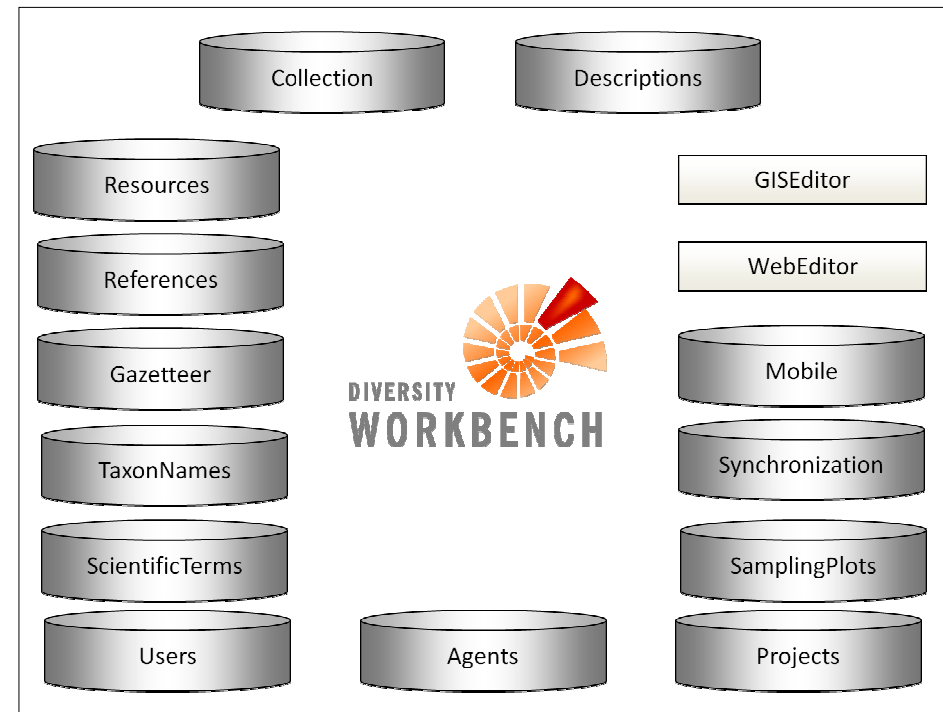 Collection
Descriptions
Resources
GISEditor
References
WebEditor
Gazetteer
Mobile
DIVERSITY
WORKBENCH
TaxonNames
Synchronization
ScientificTerms
SamplingPlots
Users
Agents
Projects